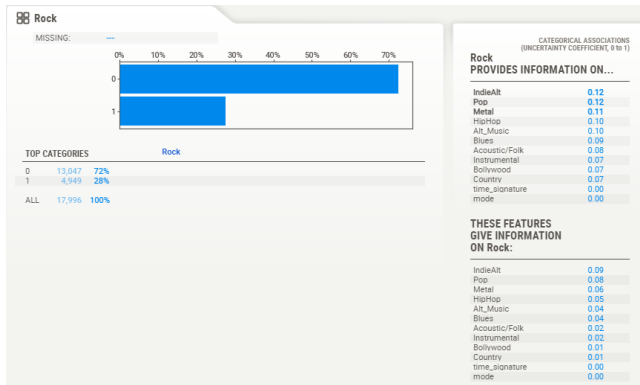 Rock
MISSING: ---
0% 10% 20% 30% 40% 50% 60% 70%
0
1
TOP CATEGORIES Rock
0 13,047 72%
1 4,949 28%
ALL 17,996 100%
CATEGORICAL ASSOCIATIONS
(UNCERTAINTY COEFFICIENT, 0 to 1)
Rock
PROVIDES INFORMATION ON...
IndieAlt 0.12
Pop 0.12
Metal 0.11
HipHop 0.10
Alt_Music 0.10
Blues 0.09
Acoustic/Folk 0.08
Instrumental 0.07
Bollywood 0.07
Country 0.07
time_signature 0.00
mode 0.00
THESE FEATURES
GIVE INFORMATION
ON Rock:
IndieAlt 0.09
Pop 0.08
Metal 0.06
HipHop 0.05
Alt_Music 0.04
Blues 0.04
Acoustic/Folk 0.02
Instrumental 0.02
Bollywood 0.01
Country 0.01
time_signature 0.00
mode 0.00